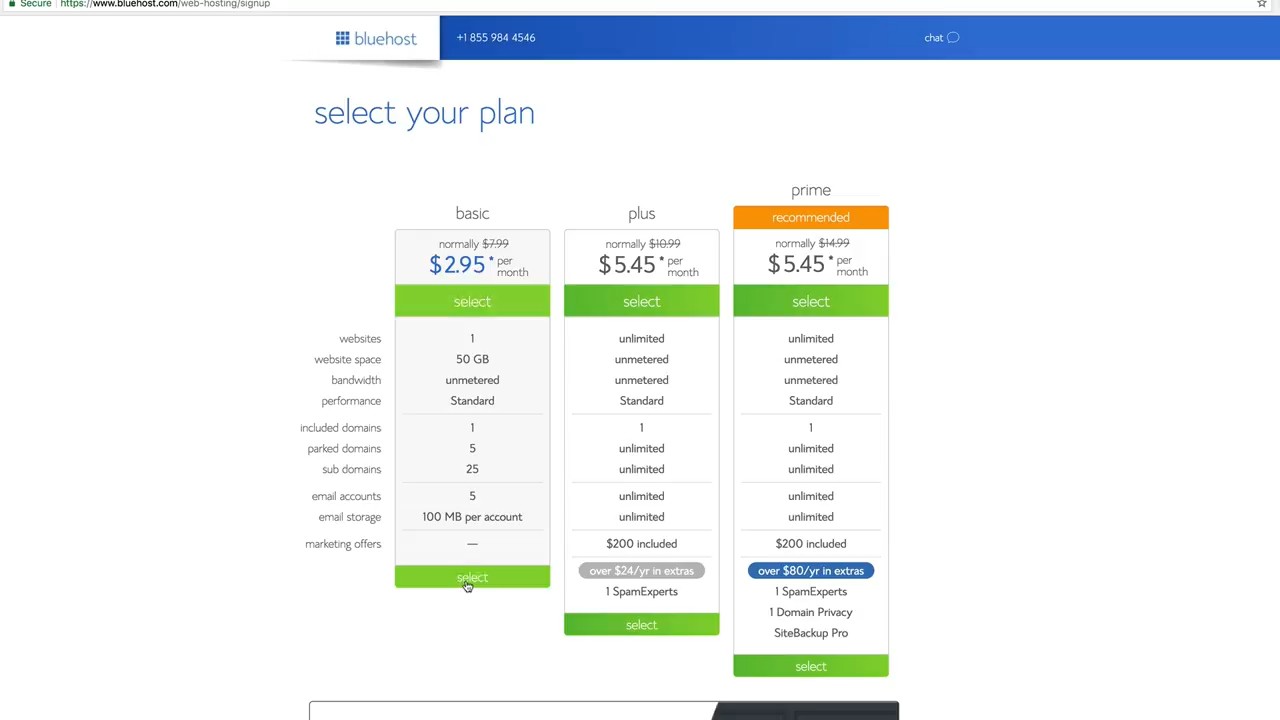 Secure https://www.bluehost.com/web-hosting/signup
bluehost
+1 855 984 4546
chat
select your plan
basic
plus
prime
recommended
normally $7.99
$2.95 * per month
normally $10.99
$5.45 * per month
normally $14.99
$5.45 * per month
select
select
select
websites 1 unlimited unlimited
website space 50 GB unmetered unmetered
bandwidth unmetered unmetered unmetered
performance Standard Standard Standard
included domains 1 1 1
parked domains 5 unlimited unlimited
sub domains 25 unlimited unlimited
email accounts 5 unlimited unlimited
email storage 100 MB per account unlimited unlimited
marketing offers — $200 included $200 included
over $24/yr in extras over $80/yr in extras
select
1 SpamExperts 1 SpamExperts
1 Domain Privacy
select
SiteBackup Pro
select